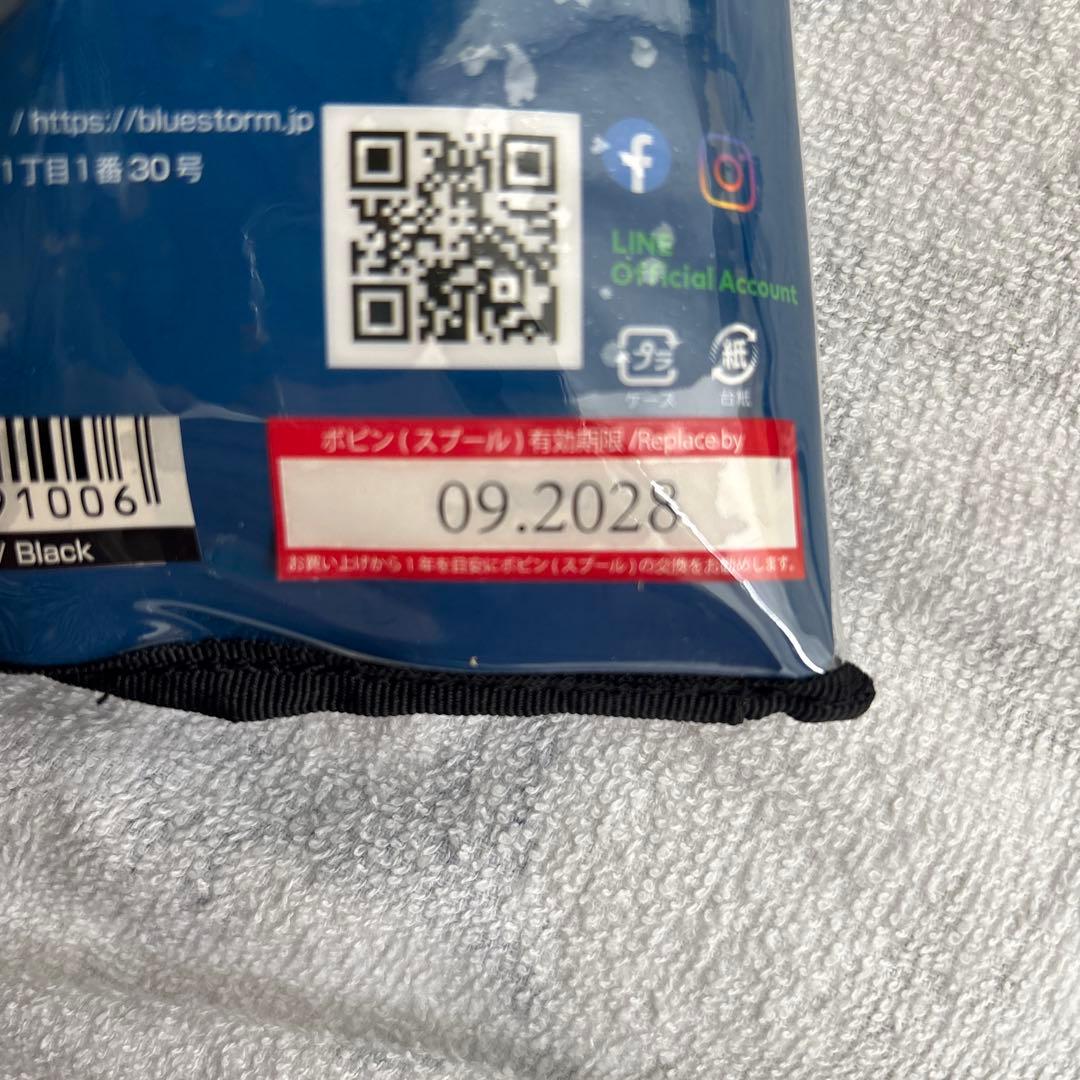 / https://bluestorm.jp
1丁目1番30号
LINE
Official Account
プラ
紙
ケース
台紙
ボビン(スプール)有効期限/Replace by
09.2028
お買い上げから1年を目安にボビン(スプール)の交換をお勧めします。
91006
/ Black